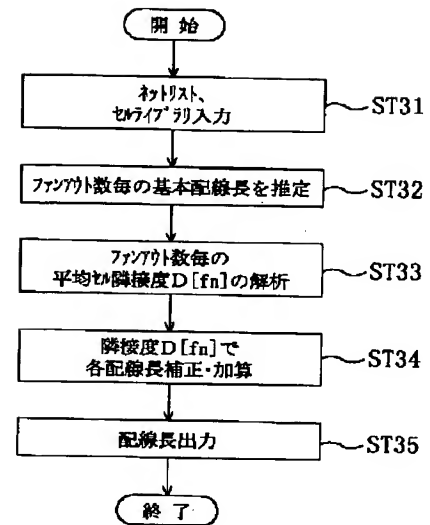 開始
ﾈｯﾄﾘｽﾄ、
ｾﾙﾗｲﾌﾞﾗﾘ入力
ST31
ﾌｧﾝｱｳﾄ数毎の基本配線長を推定
ST32
ﾌｧﾝｱｳﾄ数毎の
平均ｾﾙ隣接度D[fn]の解析
ST33
隣接度D[fn]で
各配線長補正・加算
ST34
配線長出力
ST35
終了